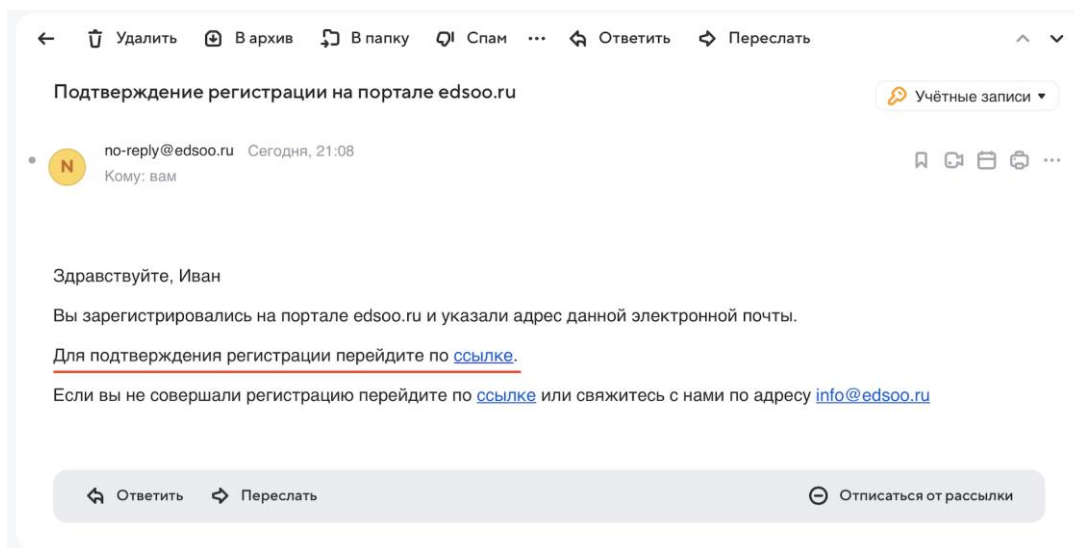 Удалить В архив В папку Спам ... Ответить Переслать
Подтверждение регистрации на портале edsoo.ru
Учётные записи
N
no-reply@edsoo.ru Сегодня, 21:08
Кому: вам
Здравствуйте, Иван
Вы зарегистрировались на портале edsoo.ru и указали адрес данной электронной почты.
Для подтверждения регистрации перейдите по ссылке.
Если вы не совершали регистрацию перейдите по ссылке или свяжитесь с нами по адресу info@edsoo.ru
Ответить Переслать Отписаться от рассылки